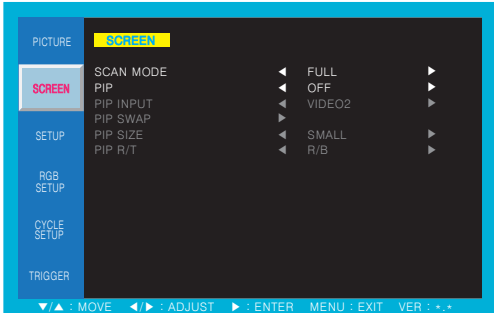 PICTURE
SCREEN
SETUP
RGB
SETUP
CYCLE
SETUP
TRIGGER
SCREEN
SCAN MODE ◀ FULL ▶
PIP ◀ OFF ▶
PIP INPUT ◀ VIDEO2 ▶
PIP SWAP ▶
PIP SIZE ◀ SMALL ▶
PIP R/T ◀ R/B ▶
▼/▲ : MOVE ◀/▶ : ADJUST ▶ : ENTER MENU : EXIT VER : *.*